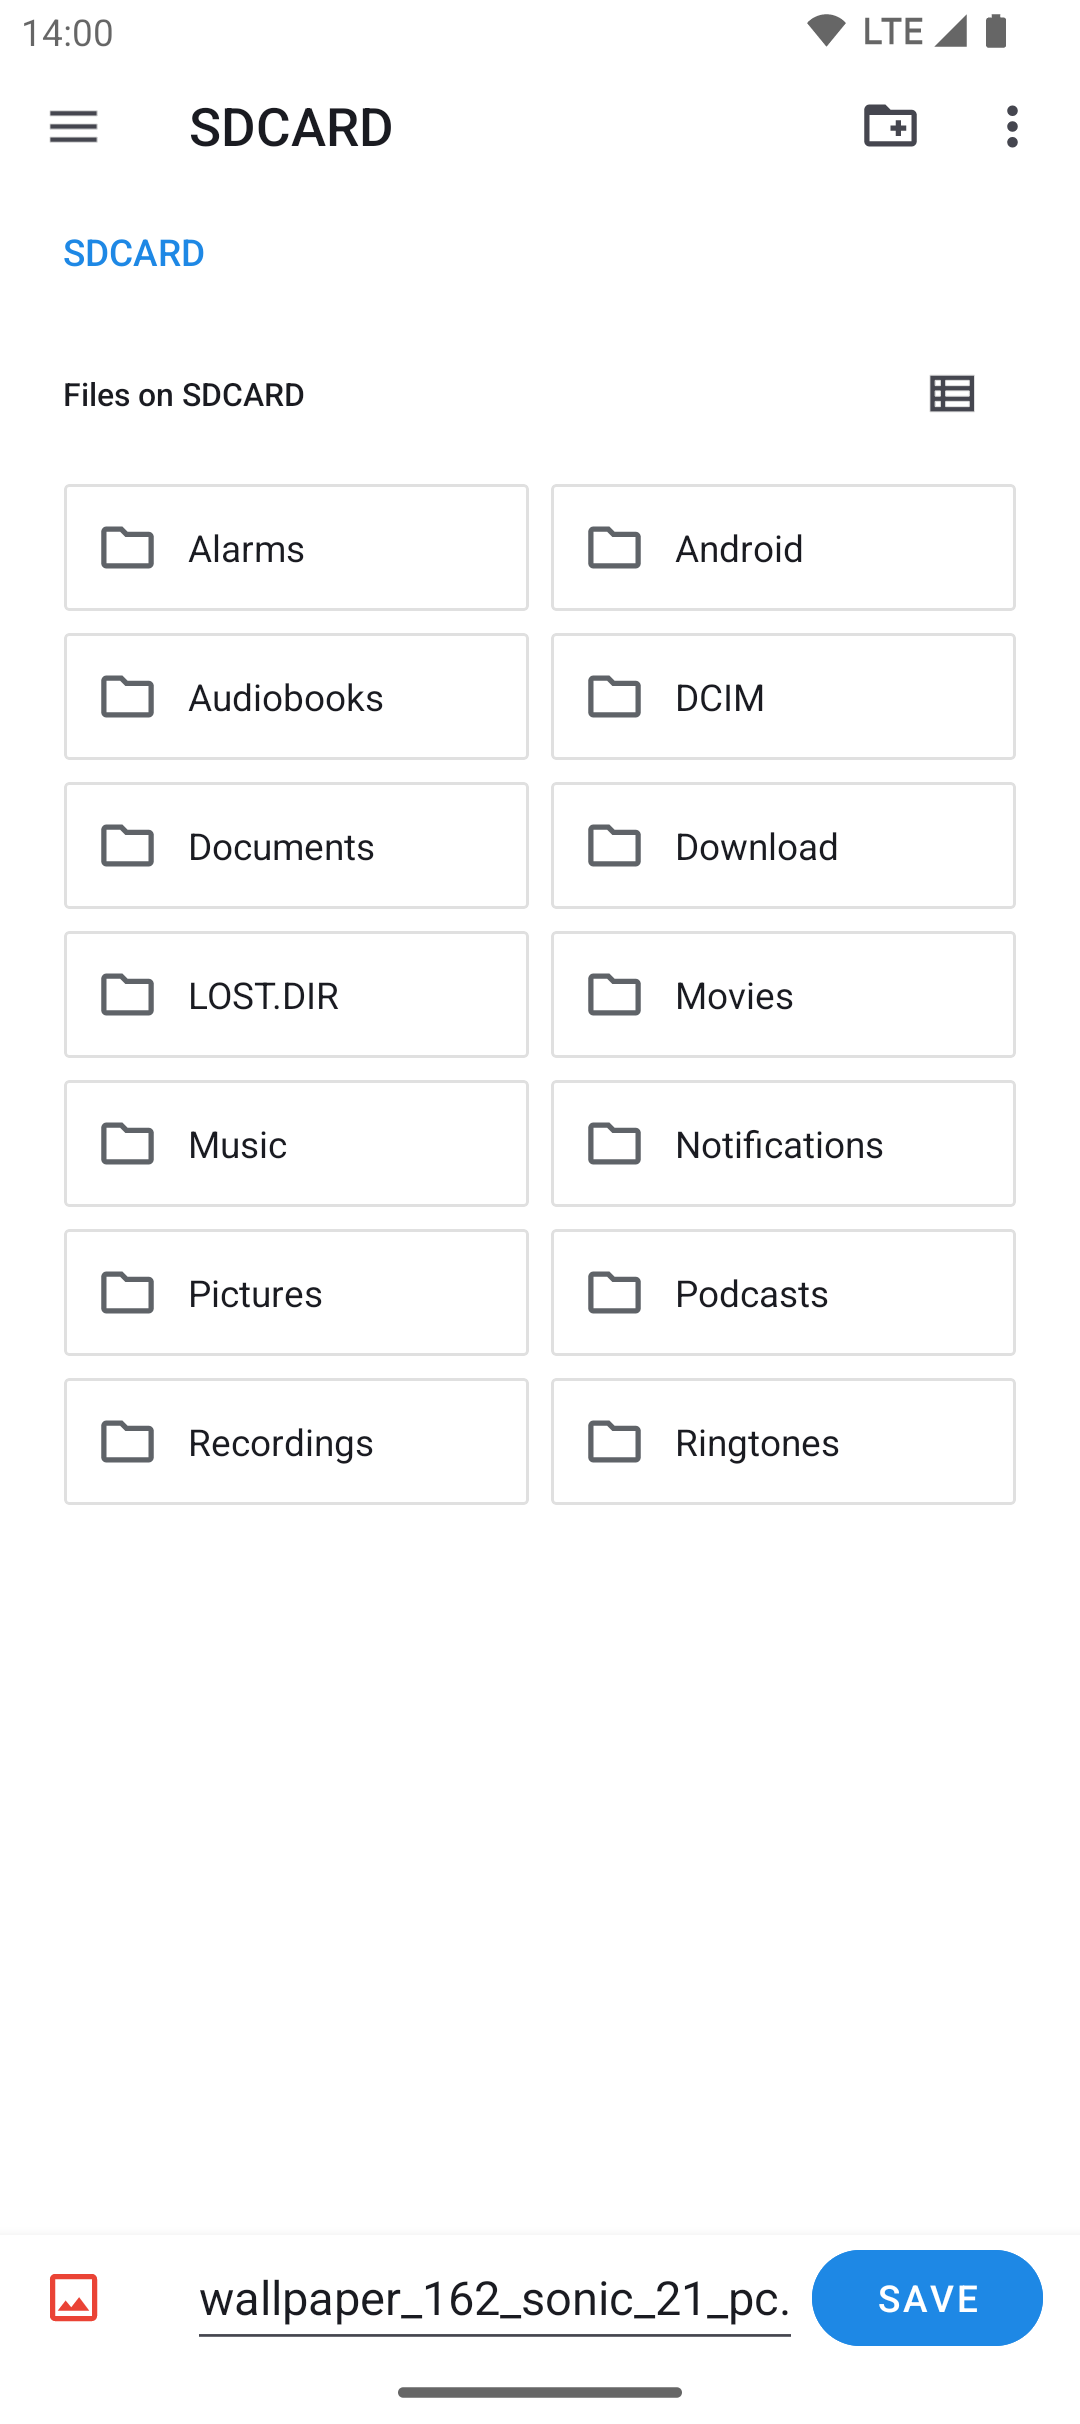 14:00 LTE
SDCARD
SDCARD
Files on SDCARD
Alarms Android
Audiobooks DCIM
Documents Download
LOST.DIR Movies
Music Notifications
Pictures Podcasts
Recordings Ringtones
wallpaper_162_sonic_21_pc. SAVE